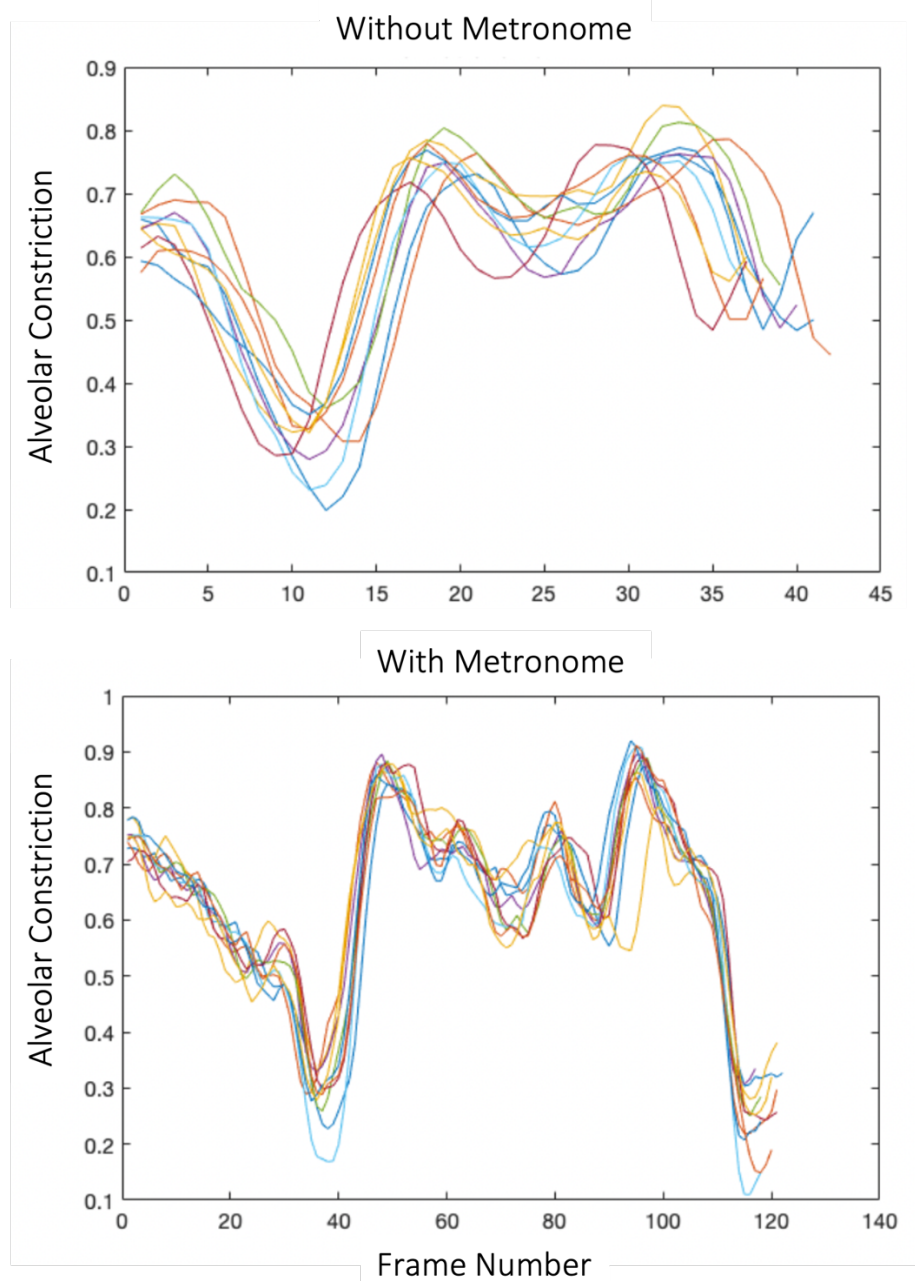 Without Metronome
Alveolar Constriction
0.9
0.8
0.7
0.6
0.5
0.4
0.3
0.2
0.1
0 5 10 15 20 25 30 35 40 45
With Metronome
Alveolar Constriction
1
0.9
0.8
0.7
0.6
0.5
0.4
0.3
0.2
0.1
0 20 40 60 80 100 120 140
Frame Number